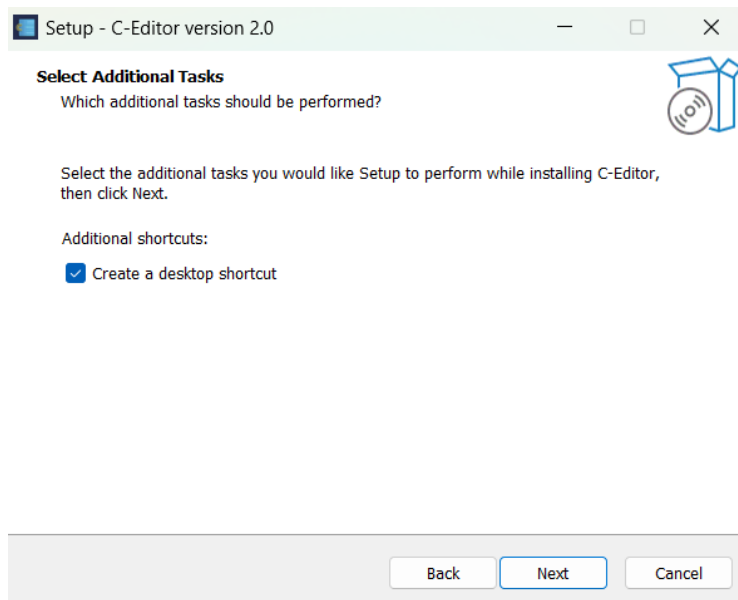 Setup - C-Editor version 2.0
Select Additional Tasks
Which additional tasks should be performed?
Select the additional tasks you would like Setup to perform while installing C-Editor,
then click Next.
Additional shortcuts:
Create a desktop shortcut
Back
Next
Cancel